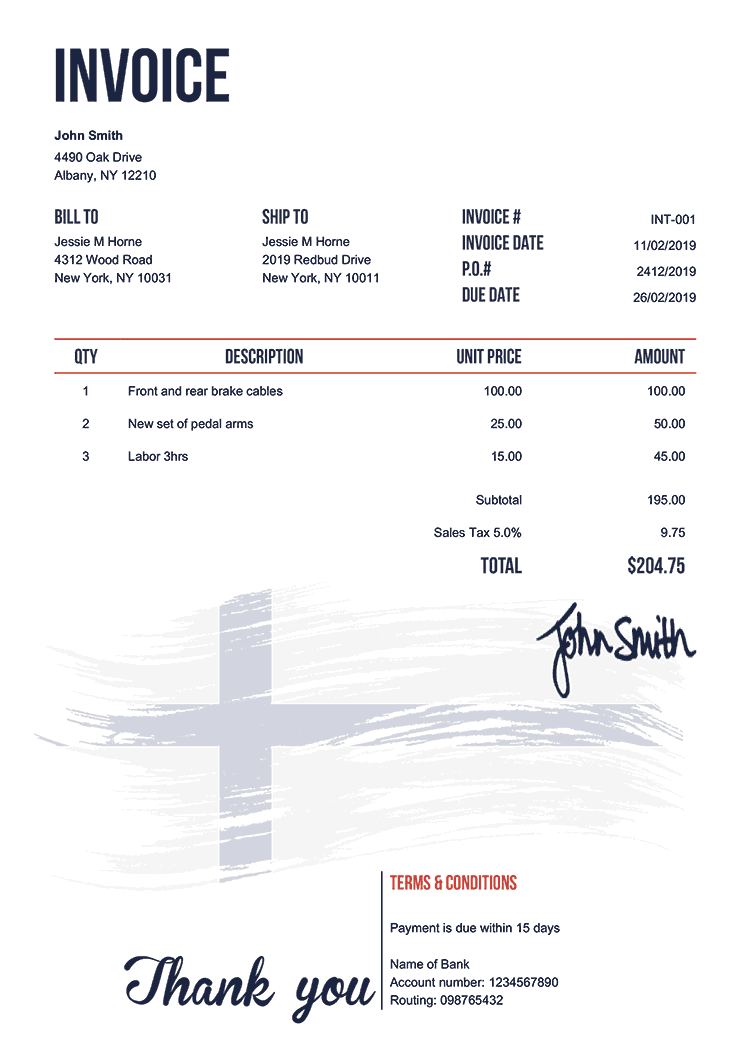 INVOICE
John Smith
4490 Oak Drive
Albany, NY 12210
BILL TO
Jessie M Horne
4312 Wood Road
New York, NY 10031
SHIP TO
Jessie M Horne
2019 Redbud Drive
New York, NY 10011
INVOICE # INT-001
INVOICE DATE 11/02/2019
P.O.# 2412/2019
DUE DATE 26/02/2019
QTY DESCRIPTION UNIT PRICE AMOUNT
1 Front and rear brake cables 100.00 100.00
2 New set of pedal arms 25.00 50.00
3 Labor 3hrs 15.00 45.00
Subtotal 195.00
Sales Tax 5.0% 9.75
TOTAL $204.75
John Smith
Thank you
TERMS & CONDITIONS
Payment is due within 15 days
Name of Bank
Account number: 1234567890
Routing: 098765432